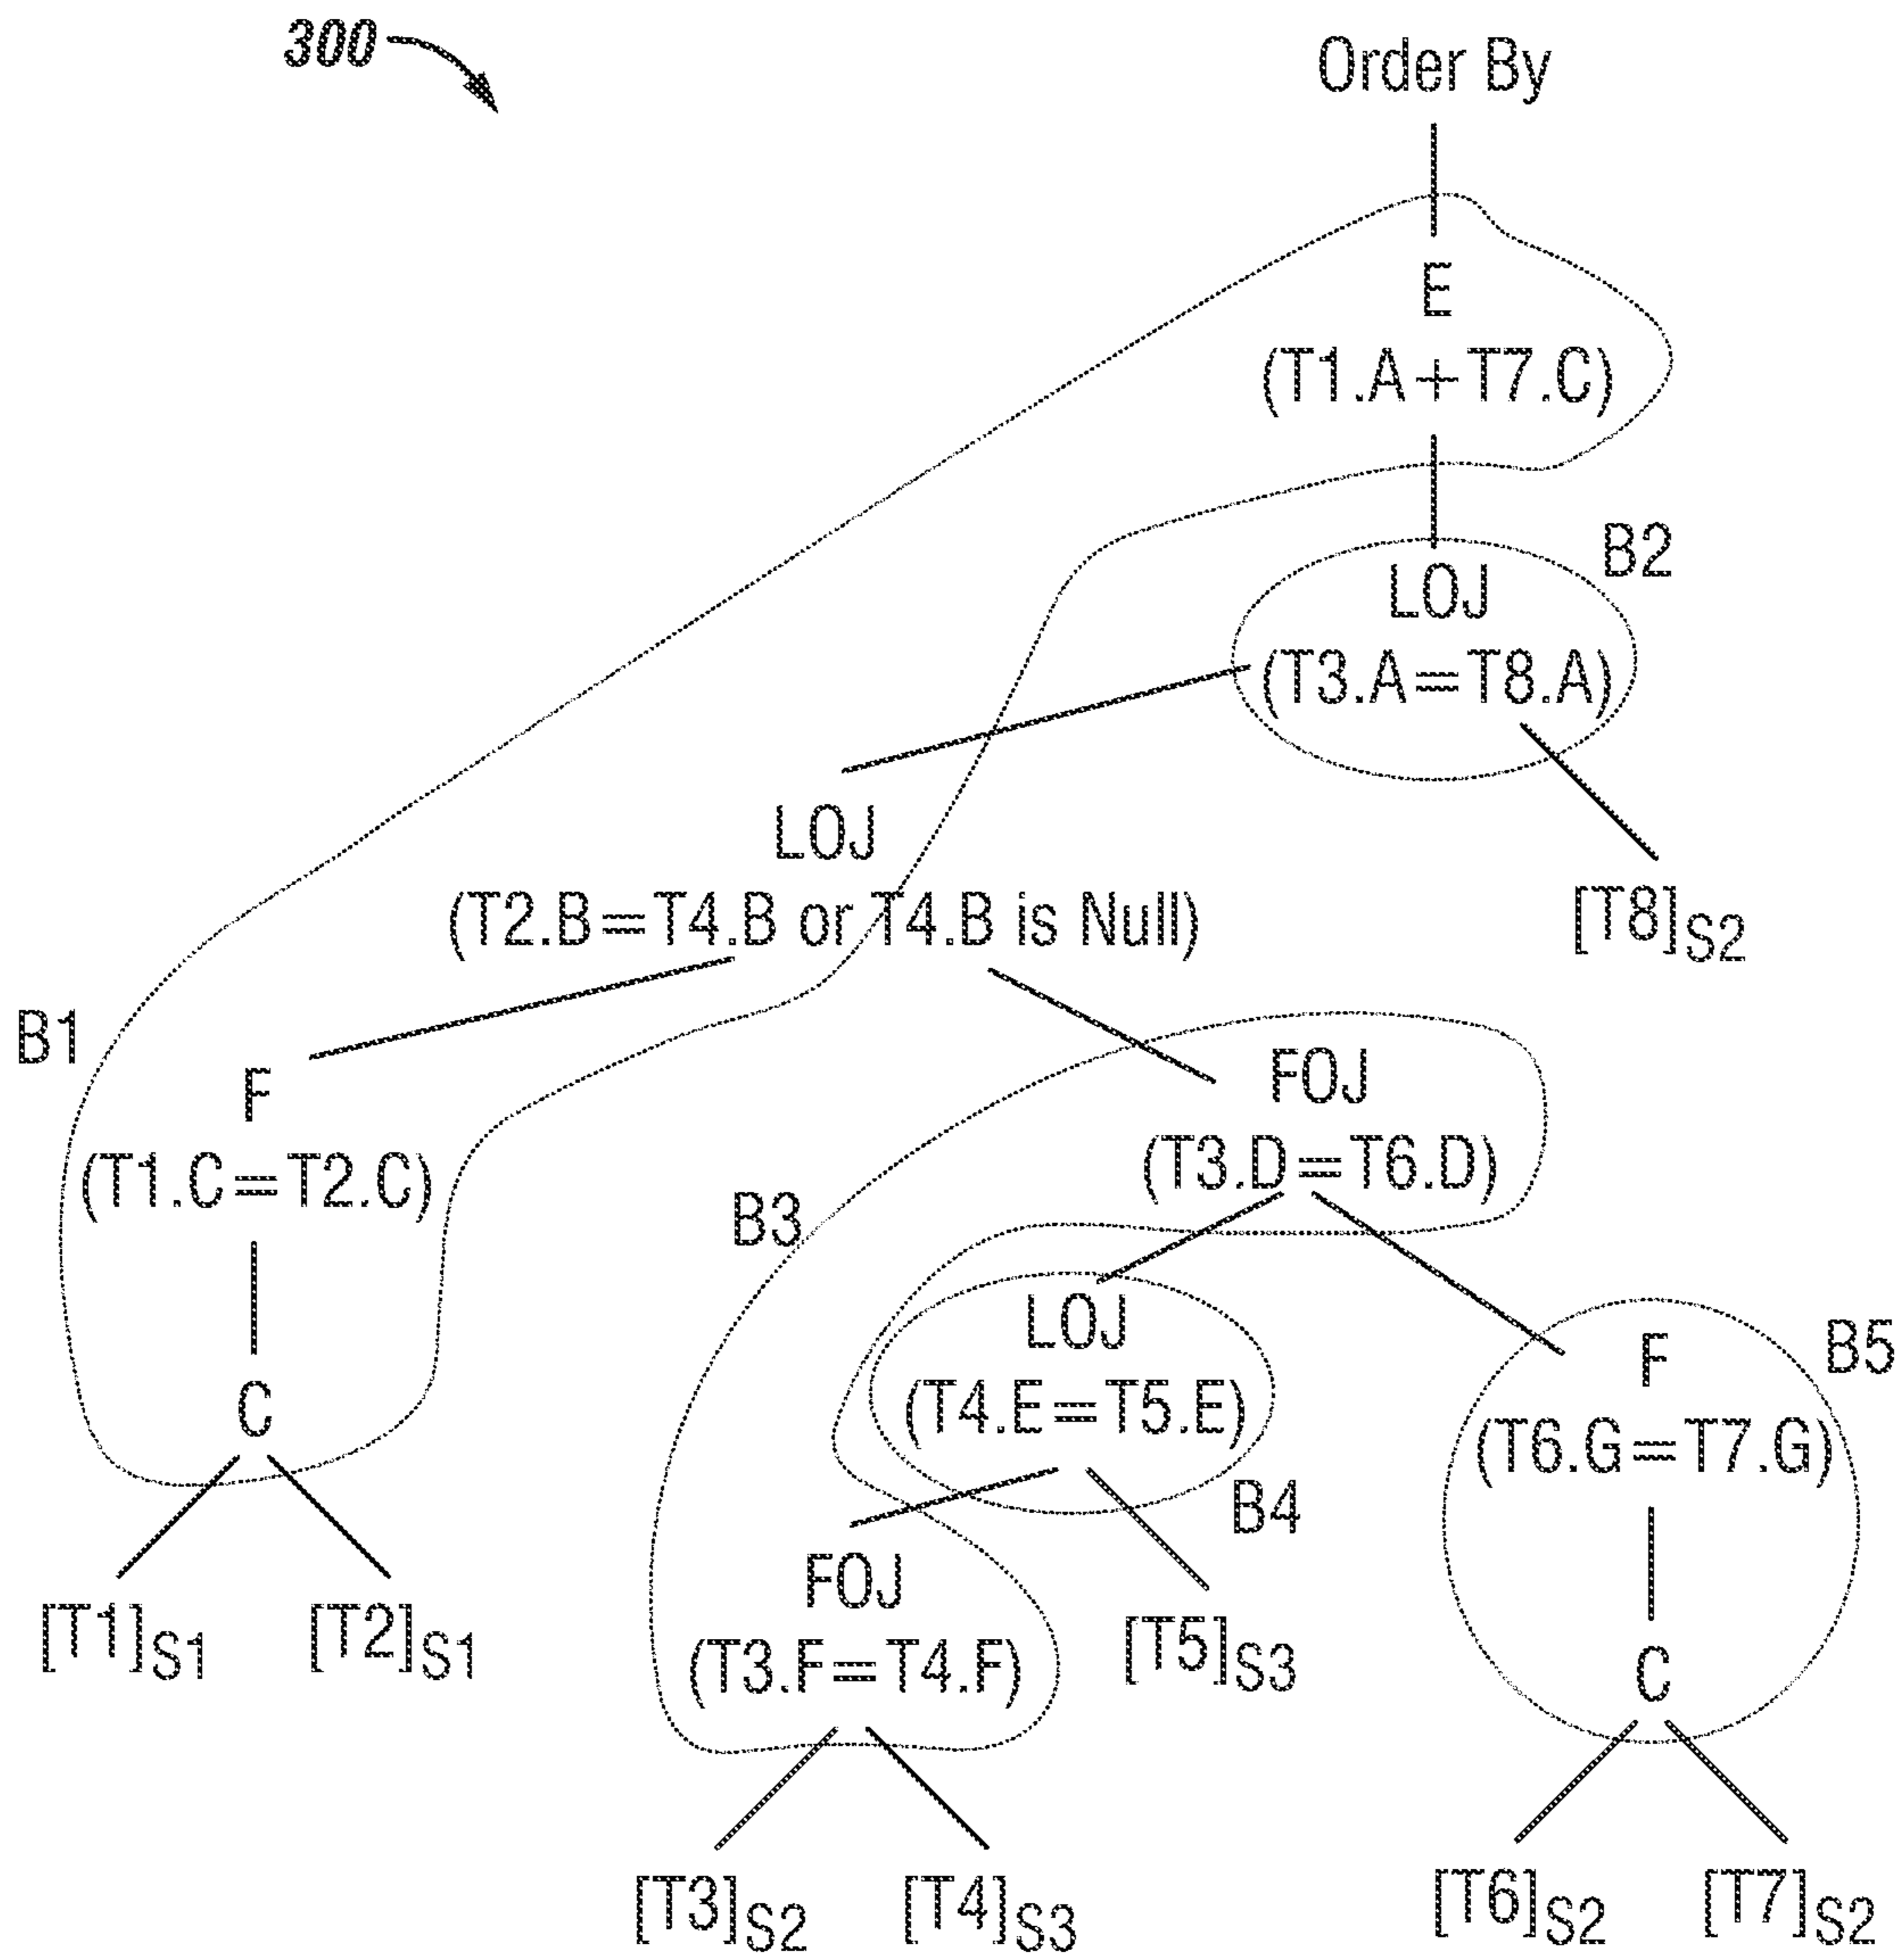 300
Order By
E
(T1.A+T7.C)
B2
LOJ
(T3.A=T8.A)
LOJ
(T2.B=T4.B or T4.B is Null)
[T8]S2
B1
F
(T1.C=T2.C)
FOJ
(T3.D=T6.D)
B3
LOJ
(T4.E=T5.E)
B4
B5
F
(T6.G=T7.G)
C
[T1]S1 [T2]S1
FOJ
(T3.F=T4.F)
[T5]S3
C
[T3]S2 [T4]S3
[T6]S2 [T7]S2